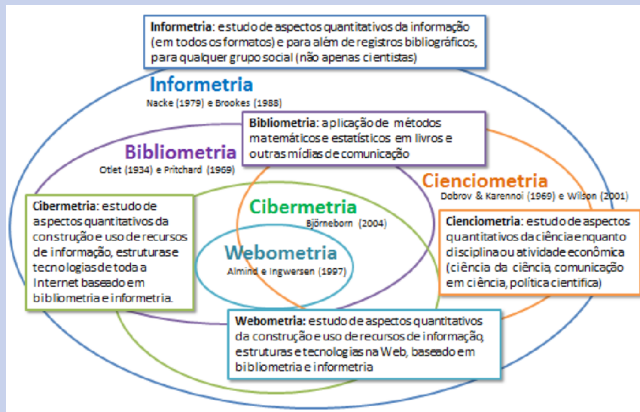 Informetria: estudo de aspectos quantitativos da informação
(em todos os formatos) e para além de registros bibliográficos,
para qualquer grupo social (não apenas cientistas)
Informetria
Nacke (1979) e Brookes (1988)
Bibliometria: aplicação de métodos
matemáticos e estatísticos em livros e
outras mídias de comunicação
Bibliometria
Otlet (1934) e Pritchard (1969)
Cienciometria
Dobrov & Karennoi (1969) e Wilson (2001)
Cibermetria: estudo de
aspectos quantitativos da
construção e uso de recursos
de informação, estruturas e
tecnologias de toda a
Internet baseado em
bibliometria e informetria.
Cibermetria
Björneborn (2004)
Cienciometria: estudo de aspectos
quantitativos da ciência enquanto
disciplina ou atividade econômica
(ciência da ciência, comunicação
em ciência, política científica)
Webometria
Almind e Ingwersen (1997)
Webometria: estudo de aspectos quantitativos
da construção e uso de recursos de informação,
estruturas e tecnologias na Web, baseado em
bibliometria e informetria